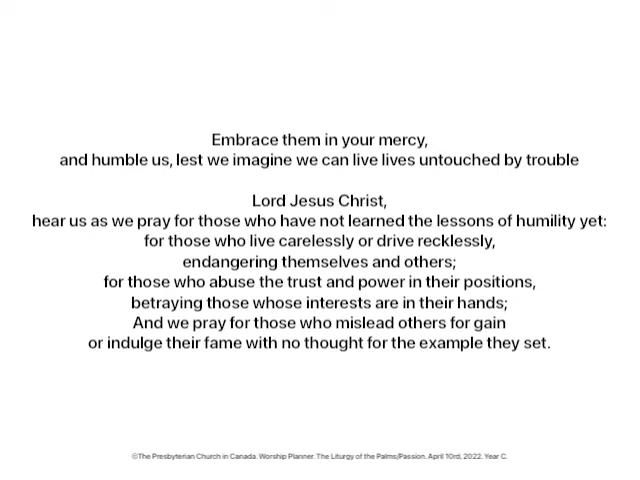 Embrace them in your mercy,
and humble us, lest we imagine we can live lives untouched by trouble
Lord Jesus Christ,
hear us as we pray for those who have not learned the lessons of humility yet:
for those who live carelessly or drive recklessly,
endangering themselves and others;
for those who abuse the trust and power in their positions,
betraying those whose interests are in their hands;
And we pray for those who mislead others for gain
or indulge their fame with no thought for the example they set.
©The Presbyterian Church in Canada. Worship Planner. The Liturgy of the Palms/Passion. April 10rd, 2022. Year C.